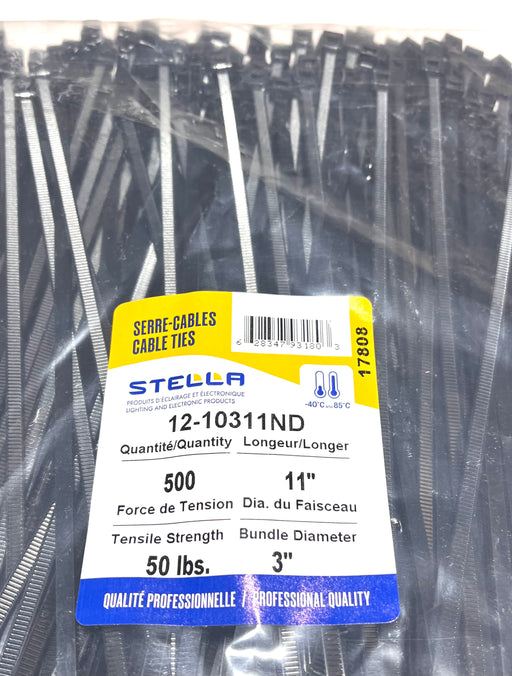 SERRE-CABLES
CABLE TIES
6 28347 93180 3
17808
STELLA
PRODUITS D'ÉCLAIRAGE ET ÉLECTRONIQUE
LIGHTING AND ELECTRONIC PRODUCTS
-40°C 85°C
12-10311ND
Quantité/Quantity Longeur/Longer
500 11"
Force de Tension Dia. du Faisceau
Tensile Strength Bundle Diameter
50 lbs. 3"
QUALITÉ PROFESSIONNELLE / PROFESSIONAL QUALITY